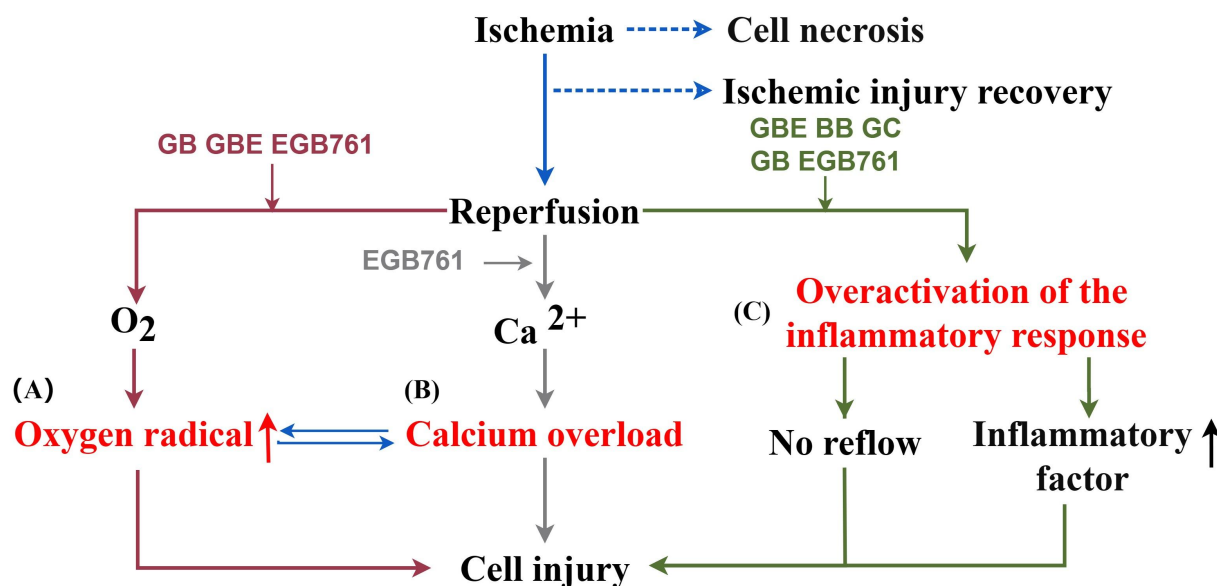 Ischemia
Cell necrosis
Ischemic injury recovery
GB GBE EGB761
GBE BB GC
GB EGB761
Reperfusion
EGB761
O2
Ca 2+
(C)
Overactivation of the
inflammatory response
(A)
Oxygen radical
(B)
Calcium overload
No reflow
Inflammatory
factor
Cell injury